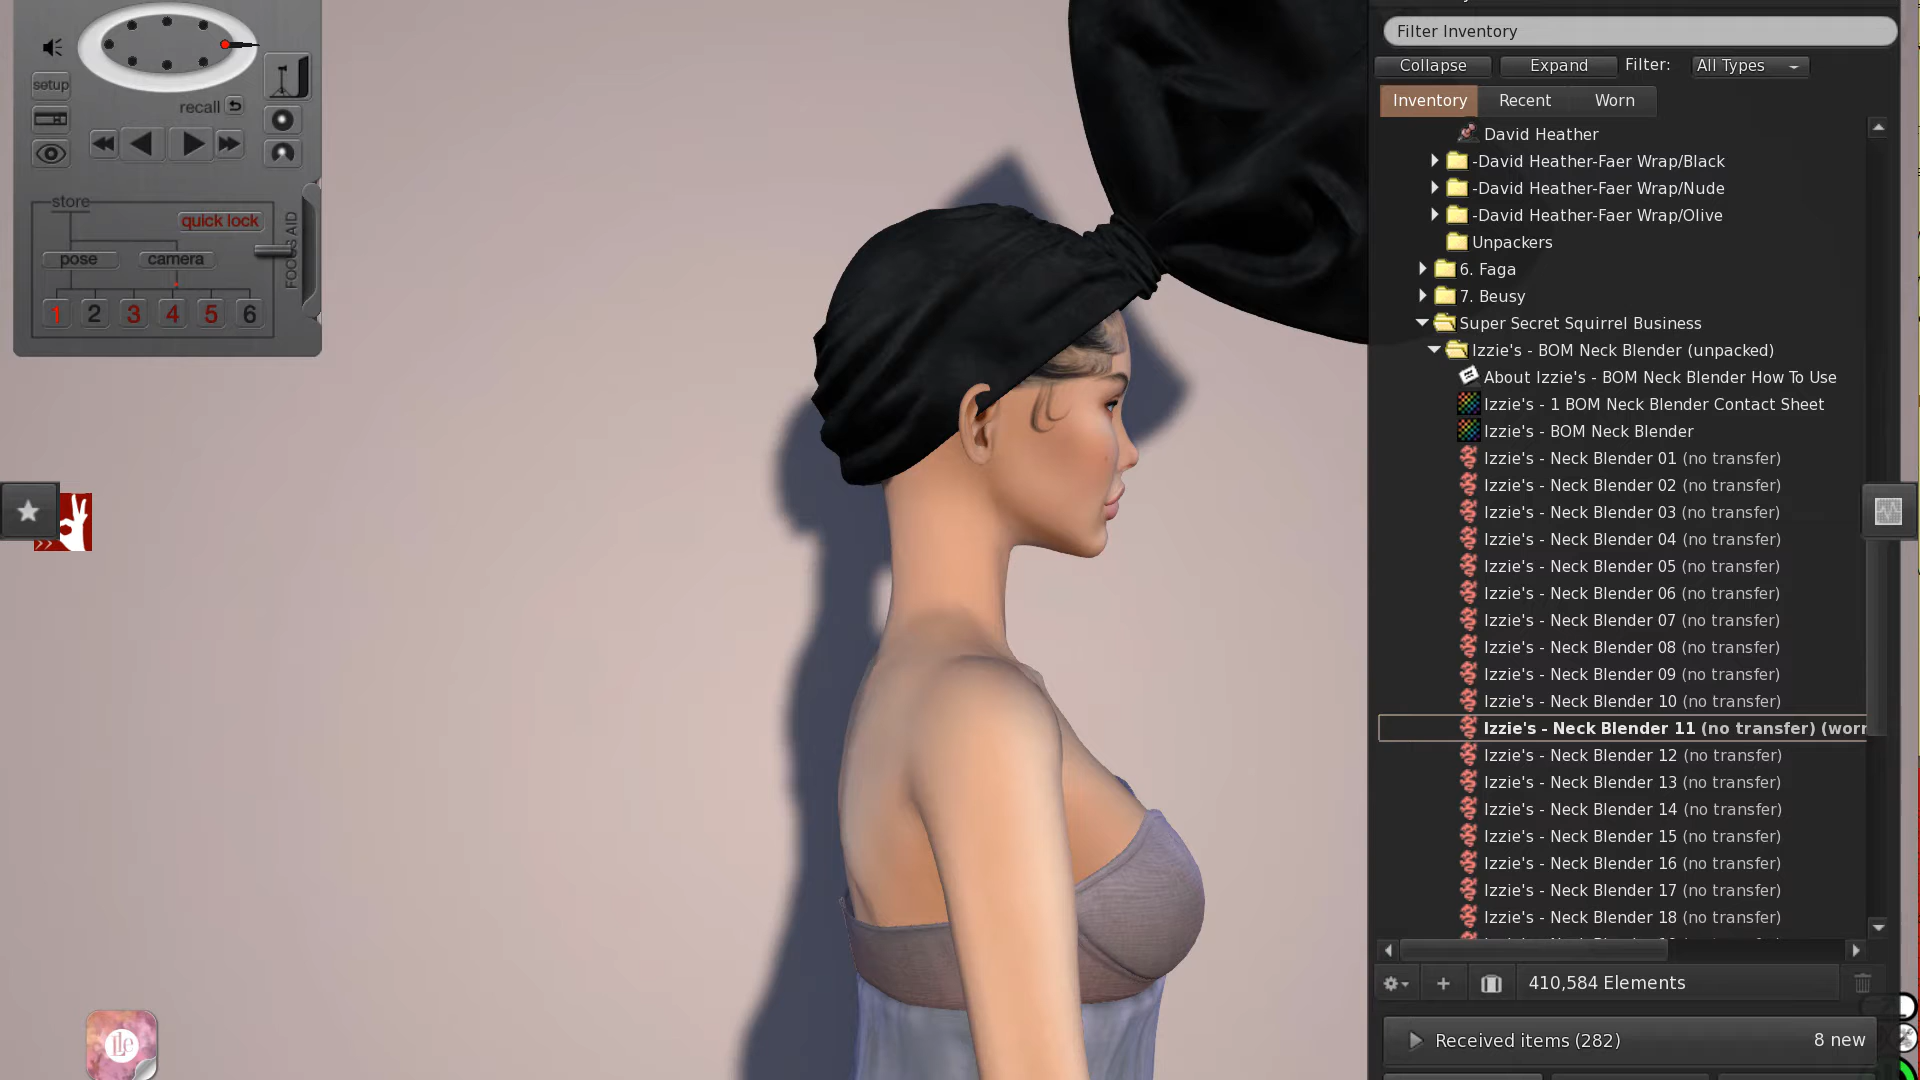 setup
recall
store
quick lock
pose
camera
FOCUS AID
1 2 3 4 5 6
Filter Inventory
Collapse
Expand
Filter:
All Types
Inventory
Recent
Worn
David Heather
-David Heather-Faer Wrap/Black
-David Heather-Faer Wrap/Nude
-David Heather-Faer Wrap/Olive
Unpackers
6. Faga
7. Beusy
Super Secret Squirrel Business
Izzie's - BOM Neck Blender (unpacked)
About Izzie's - BOM Neck Blender How To Use
Izzie's - 1 BOM Neck Blender Contact Sheet
Izzie's - BOM Neck Blender
Izzie's - Neck Blender 01 (no transfer)
Izzie's - Neck Blender 02 (no transfer)
Izzie's - Neck Blender 03 (no transfer)
Izzie's - Neck Blender 04 (no transfer)
Izzie's - Neck Blender 05 (no transfer)
Izzie's - Neck Blender 06 (no transfer)
Izzie's - Neck Blender 07 (no transfer)
Izzie's - Neck Blender 08 (no transfer)
Izzie's - Neck Blender 09 (no transfer)
Izzie's - Neck Blender 10 (no transfer)
Izzie's - Neck Blender 11 (no transfer) (worn
Izzie's - Neck Blender 12 (no transfer)
Izzie's - Neck Blender 13 (no transfer)
Izzie's - Neck Blender 14 (no transfer)
Izzie's - Neck Blender 15 (no transfer)
Izzie's - Neck Blender 16 (no transfer)
Izzie's - Neck Blender 17 (no transfer)
Izzie's - Neck Blender 18 (no transfer)
410,584 Elements
Received items (282)
8 new